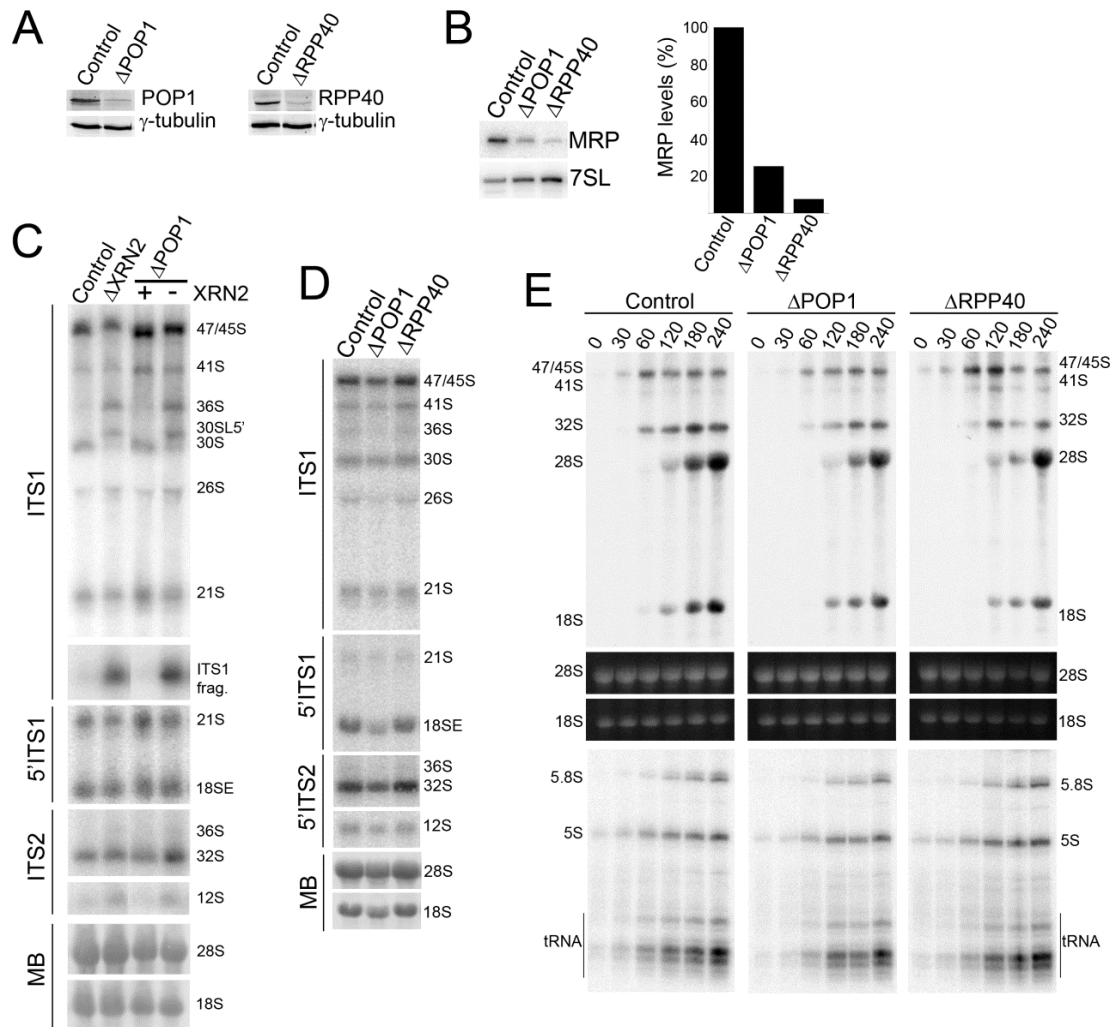 A
Control
ΔPOP1
POP1
γ-tubulin
Control
ΔRPP40
RPP40
γ-tubulin
B
Control
ΔPOP1
ΔRPP40
MRP
7SL
MRP levels (%)
100
80
60
40
20
Control
ΔPOP1
ΔRPP40
C
Control
ΔXRN2
ΔPOP1
+ - XRN2
ITS1
47/45S
41S
36S
30SL5'
30S
26S
21S
ITS1
frag.
5'ITS1
21S
18SE
ITS2
36S
32S
12S
MB
28S
18S
D
Control
ΔPOP1
ΔRPP40
ITS1
47/45S
41S
36S
30S
26S
21S
5'ITS1
21S
18SE
5'ITS2
36S
32S
12S
MB
28S
18S
E
Control ΔPOP1 ΔRPP40
0 30 60 120 180 240 0 30 60 120 180 240 0 30 60 120 180 240
47/45S 47/45S
41S 41S
32S 32S
28S 28S
18S 18S
28S 28S
18S 18S
5.8S 5.8S
5S 5S
tRNA tRNA